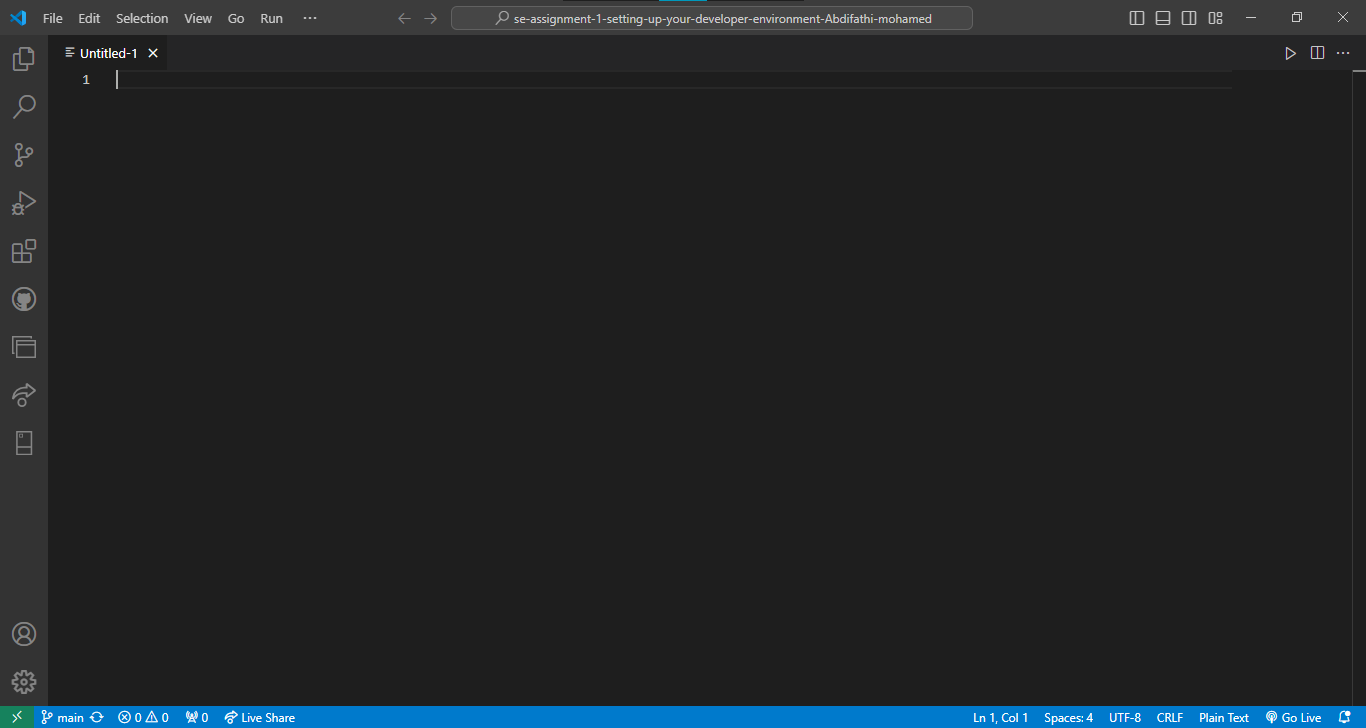 File Edit Selection View Go Run ···
se-assignment-1-setting-up-your-developer-environment-Abdifathi-mohamed
Untitled-1
1
main 0 0 0 Live Share
Ln 1, Col 1 Spaces: 4 UTF-8 CRLF Plain Text Go Live